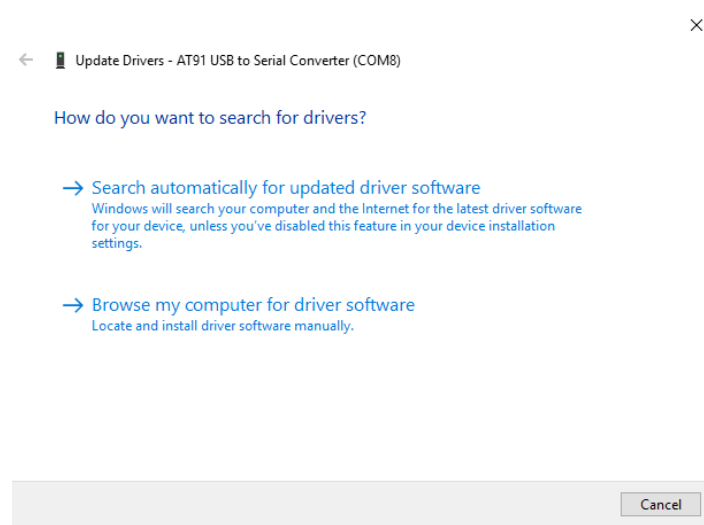 Update Drivers - AT91 USB to Serial Converter (COM8)
How do you want to search for drivers?
Search automatically for updated driver software
Windows will search your computer and the Internet for the latest driver software
for your device, unless you've disabled this feature in your device installation
settings.
Browse my computer for driver software
Locate and install driver software manually.
Cancel